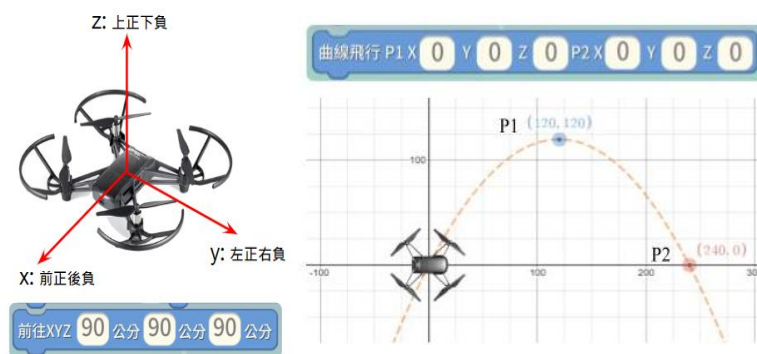 z: 上正下負
y: 左正右負
x: 前正後負
前往XYZ 90 公分 90 公分 90 公分
曲線飛行 P1 X 0 Y 0 Z 0 P2 X 0 Y 0 Z 0
P1 (120, 120)
100
P2 (240, 0)
-100 0 100 200 300